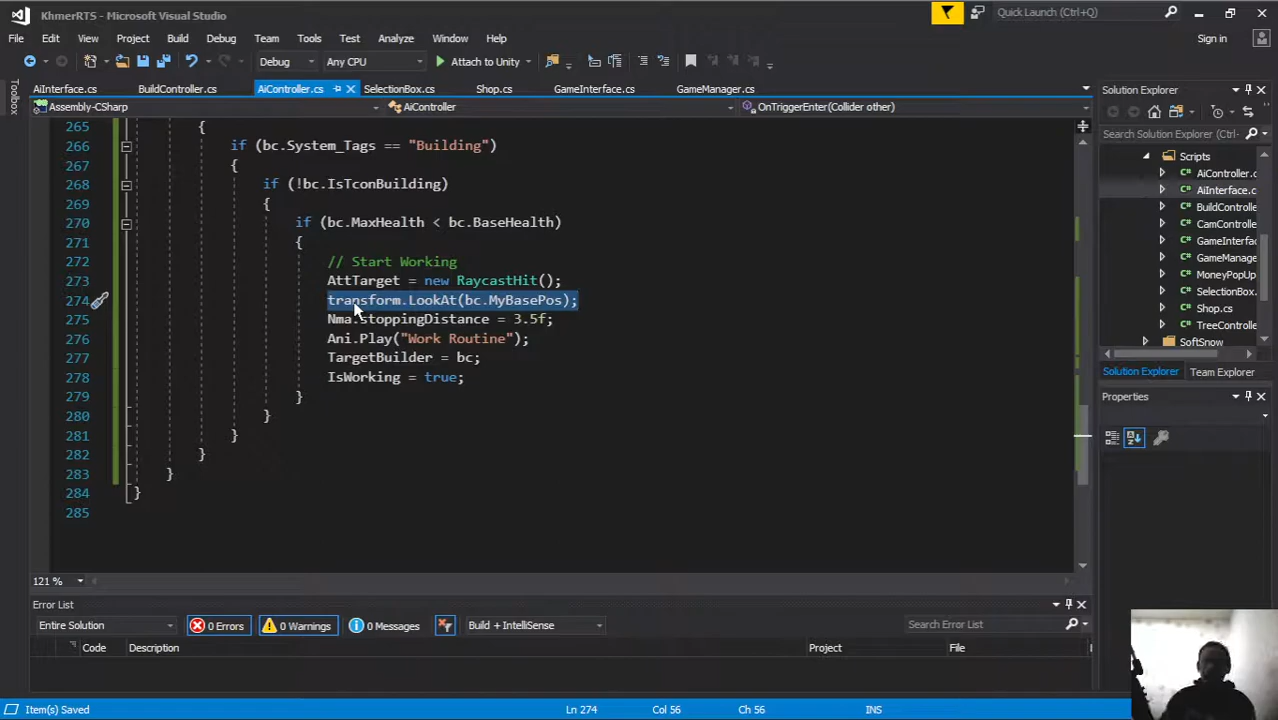 KhmerRTS - Microsoft Visual Studio
Quick Launch (Ctrl+Q)
File Edit View Project Build Debug Team Tools Test Analyze Window Help
Sign in
Debug Any CPU Attach to Unity
Toolbox
AiInterface.cs BuildController.cs AiController.cs SelectionBox.cs Shop.cs GameInterface.cs GameManager.cs
Assembly-CSharp AiController OnTriggerEnter(Collider other)
265 {
266 if (bc.System_Tags == "Building")
267 {
268 if (!bc.IsTconBuilding)
269 {
270 if (bc.MaxHealth < bc.BaseHealth)
271 {
272 // Start Working
273 AttTarget = new RaycastHit();
274 transform.LookAt(bc.MyBasePos);
275 Nma.stoppingDistance = 3.5f;
276 Ani.Play("Work Routine");
277 TargetBuilder = bc;
278 IsWorking = true;
279 }
280 }
281 }
282 }
283 }
284 }
285
121 %
Error List
Entire Solution 0 Errors 0 Warnings 0 Messages Build + IntelliSense Search Error List
Code Description Project File
Item(s) Saved Ln 274 Col 56 Ch 56 INS
Solution Explorer
Search Solution Explorer
Scripts
C# AiController.c
C# AiInterface.c
C# BuildControlle
C# CamControlle
C# GameInterfac
C# GameManage
C# MoneyPopUp
C# SelectionBox.
C# Shop.cs
C# TreeControlle
SoftSnow
Solution Explorer Team Explorer
Properties